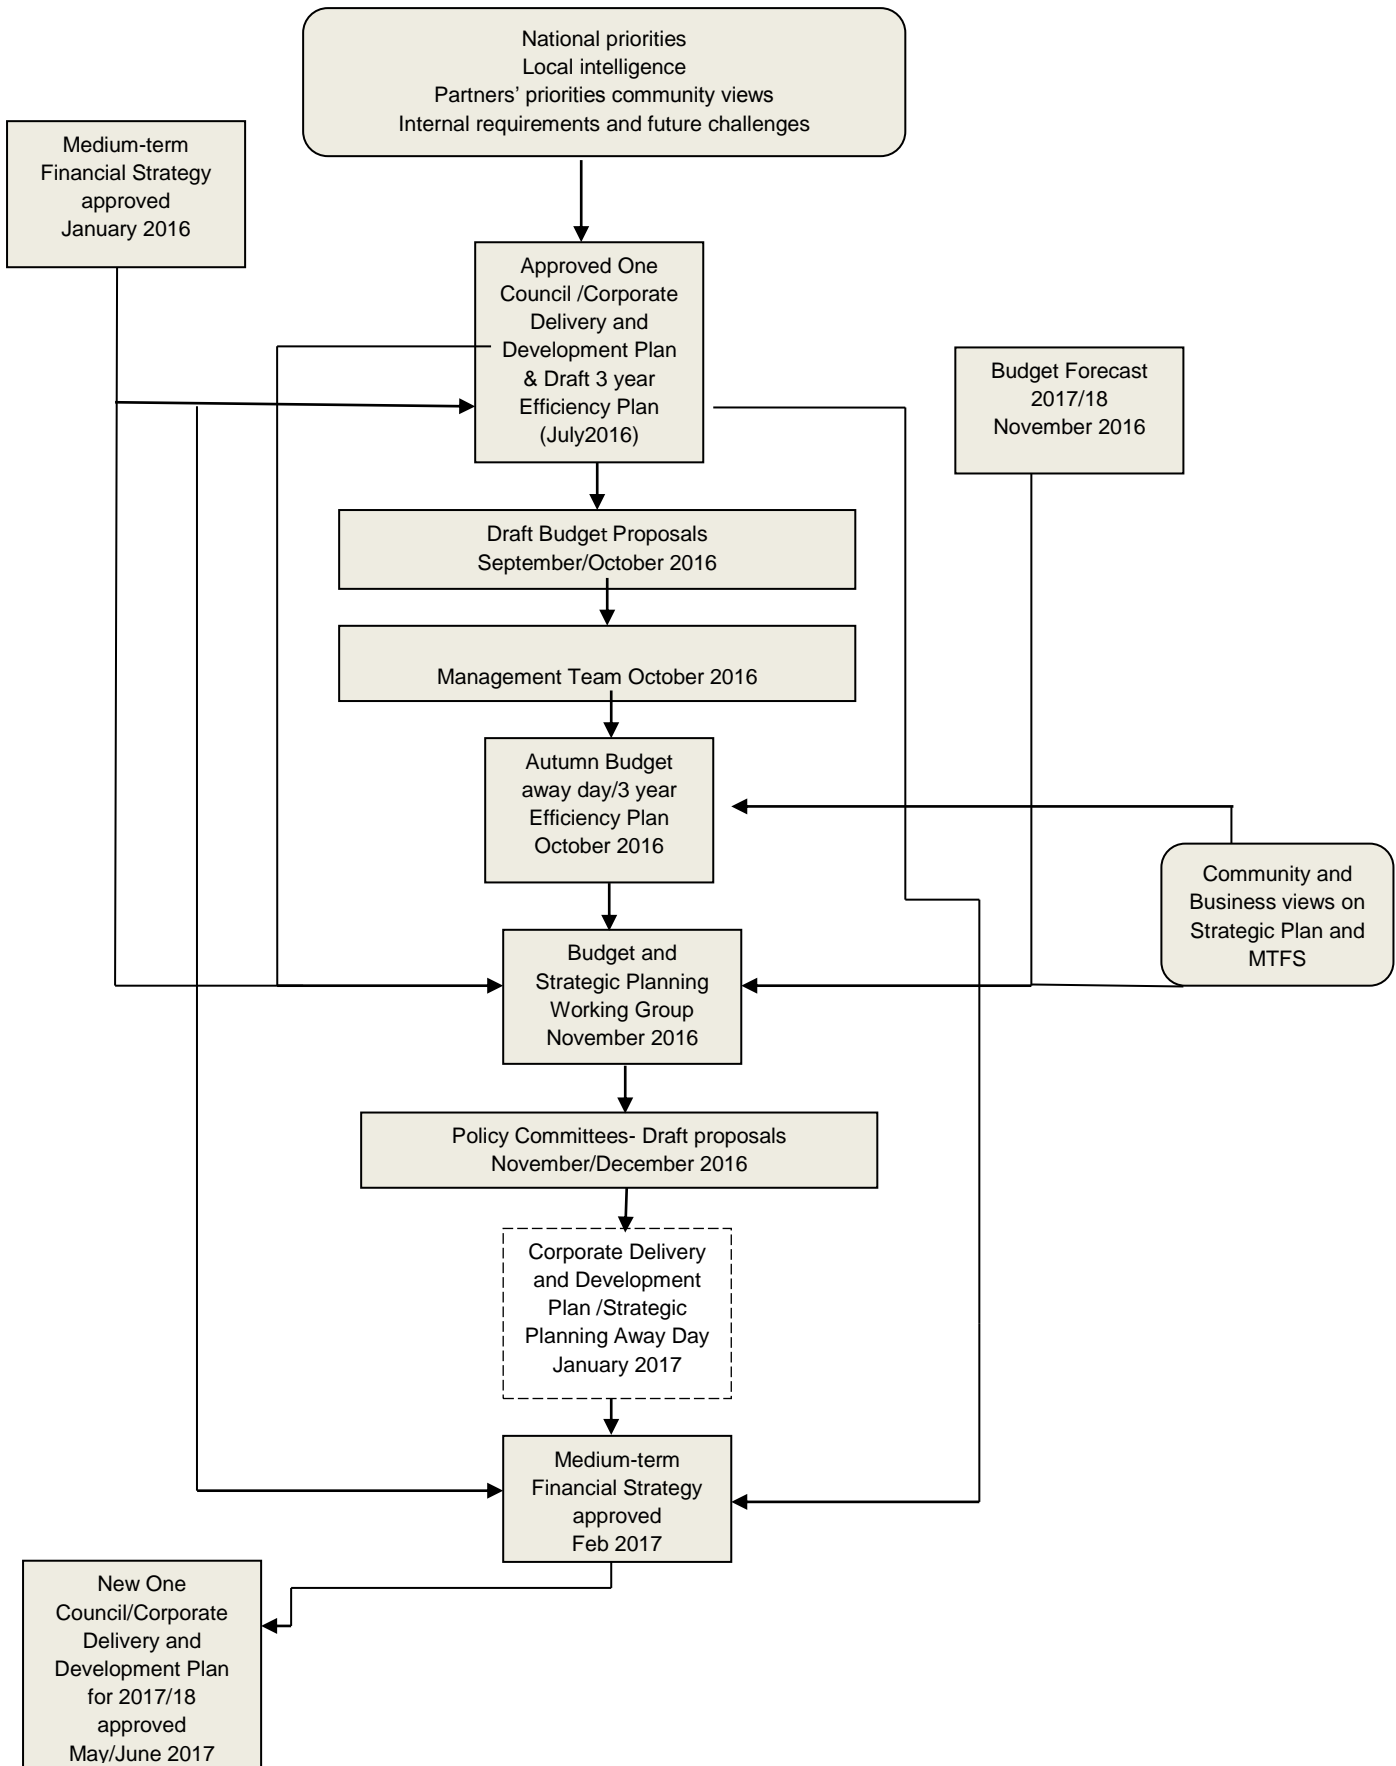 National priorities
Local intelligence
Partners’ priorities community views
Internal requirements and future challenges
Medium-term
Financial Strategy
approved
January 2016
Approved One
Council /Corporate
Delivery and
Development Plan
& Draft 3 year
Efficiency Plan
(July2016)
Budget Forecast
2017/18
November 2016
Draft Budget Proposals
September/October 2016
Management Team October 2016
Autumn Budget
away day/3 year
Efficiency Plan
October 2016
Community and
Business views on
Strategic Plan and
MTFS
Budget and
Strategic Planning
Working Group
November 2016
Policy Committees- Draft proposals
November/December 2016
Corporate Delivery
and Development
Plan /Strategic
Planning Away Day
January 2017
Medium-term
Financial Strategy
approved
Feb 2017
New One
Council/Corporate
Delivery and
Development Plan
for 2017/18
approved
May/June 2017